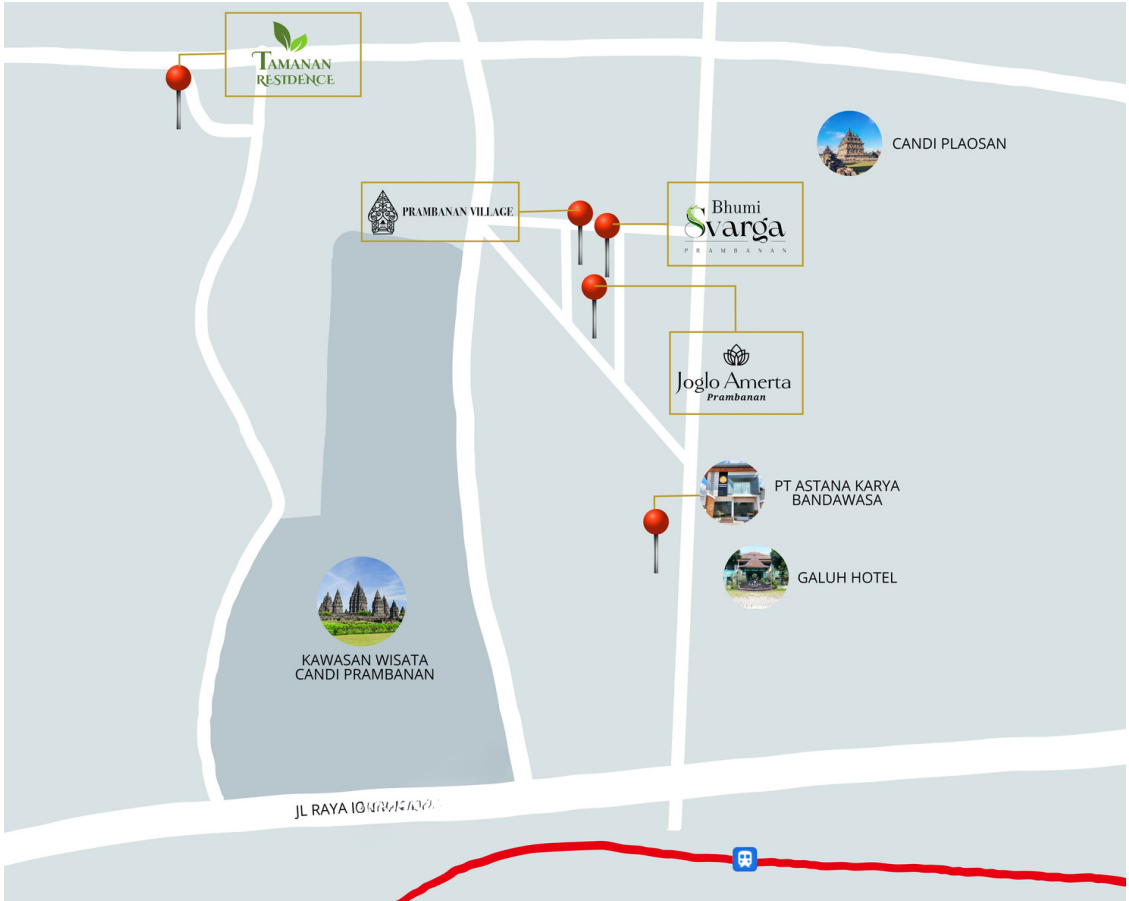 TAMANAN
RESIDENCE
CANDI PLAOSAN
PRAMBANAN VILLAGE
Bhumi
Svarga
PRAMBANAN
Joglo Amerta
Prambanan
PT ASTANA KARYA
BANDAWASA
GALUH HOTEL
KAWASAN WISATA
CANDI PRAMBANAN
JL RAYA